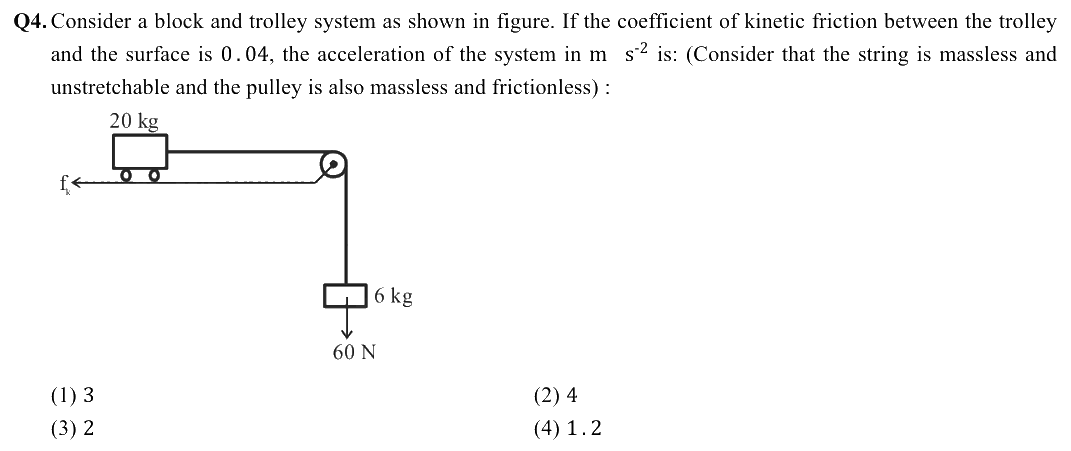 Q4. Consider a block and trolley system as shown in figure. If the coefficient of kinetic friction between the trolley
and the surface is 0.04, the acceleration of the system in m s⁻² is: (Consider that the string is massless and
unstretchable and the pulley is also massless and frictionless) :
20 kg
fₖ
6 kg
60 N
(1) 3
(2) 4
(3) 2
(4) 1.2